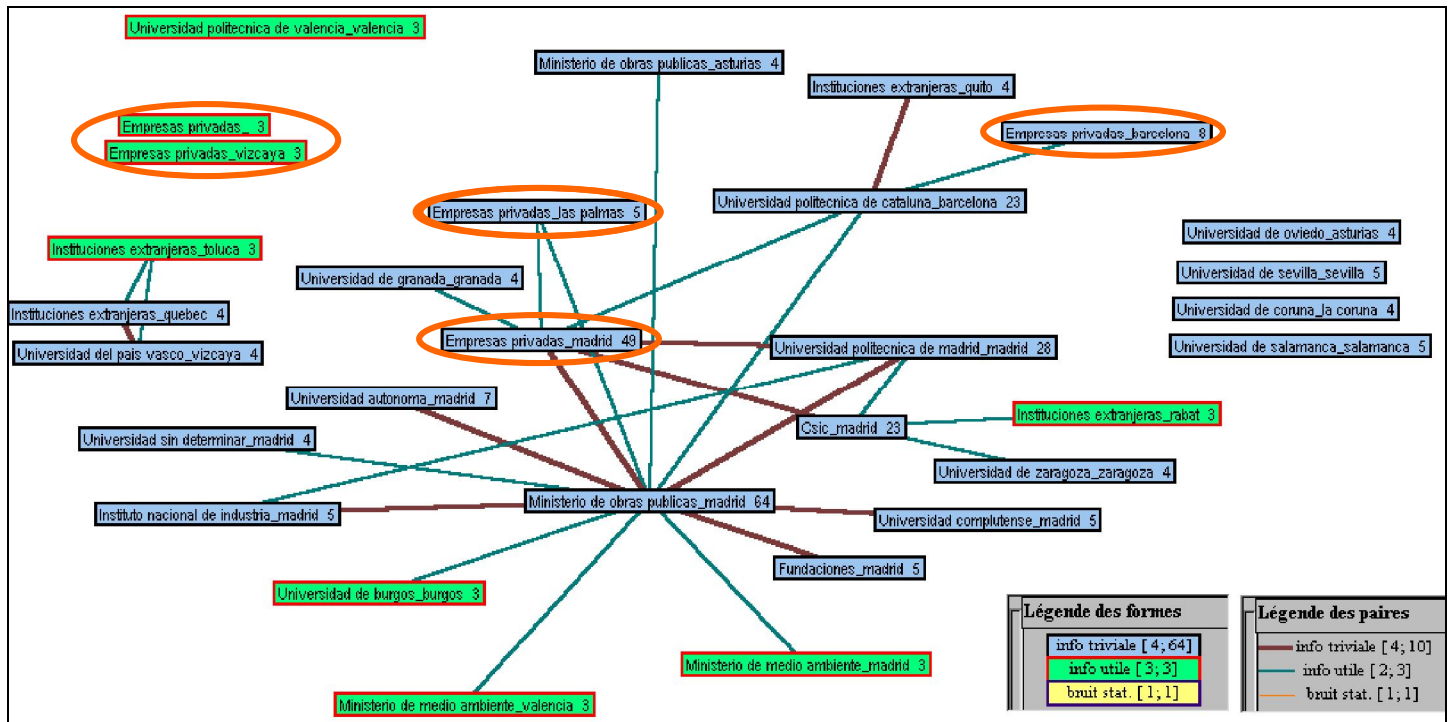 Universidad politecnica de valencia_valencia 3
Ministerio de obras publicas_asturias 4
Instituciones extranjeras_quito 4
Empresas privadas_ 3
Empresas privadas_barcelona 8
Empresas privadas_vizcaya 3
Universidad politecnica de cataluna_barcelona 23
Empresas privadas_las palmas 5
Universidad de oviedo_asturias 4
Instituciones extranjeras_toluca 3
Universidad de sevilla_sevilla 5
Universidad de granada_granada 4
Universidad de coruna_la coruna 4
Instituciones extranjeras_quebec 4
Empresas privadas_madrid 49
Universidad de salamanca_salamanca 5
Universidad del pais vasco_vizcaya 4
Universidad politecnica de madrid_madrid 28
Universidad autonoma_madrid 7
Instituciones extranjeras_rabat 3
Csic_madrid 23
Universidad sin determinar_madrid 4
Universidad de zaragoza_zaragoza 4
Ministerio de obras publicas_madrid 64
Instituto nacional de industria_madrid 5
Universidad complutense_madrid 5
Fundaciones_madrid 5
Universidad de burgos_burgos 3
Ministerio de medio ambiente_madrid 3
Ministerio de medio ambiente_valencia 3
Légende des formes
info triviale [ 4; 64]
info utile [ 3; 3]
bruit stat. [ 1; 1]
Légende des paires
info triviale [ 4; 10]
info utile [ 2; 3]
bruit stat. [ 1; 1]